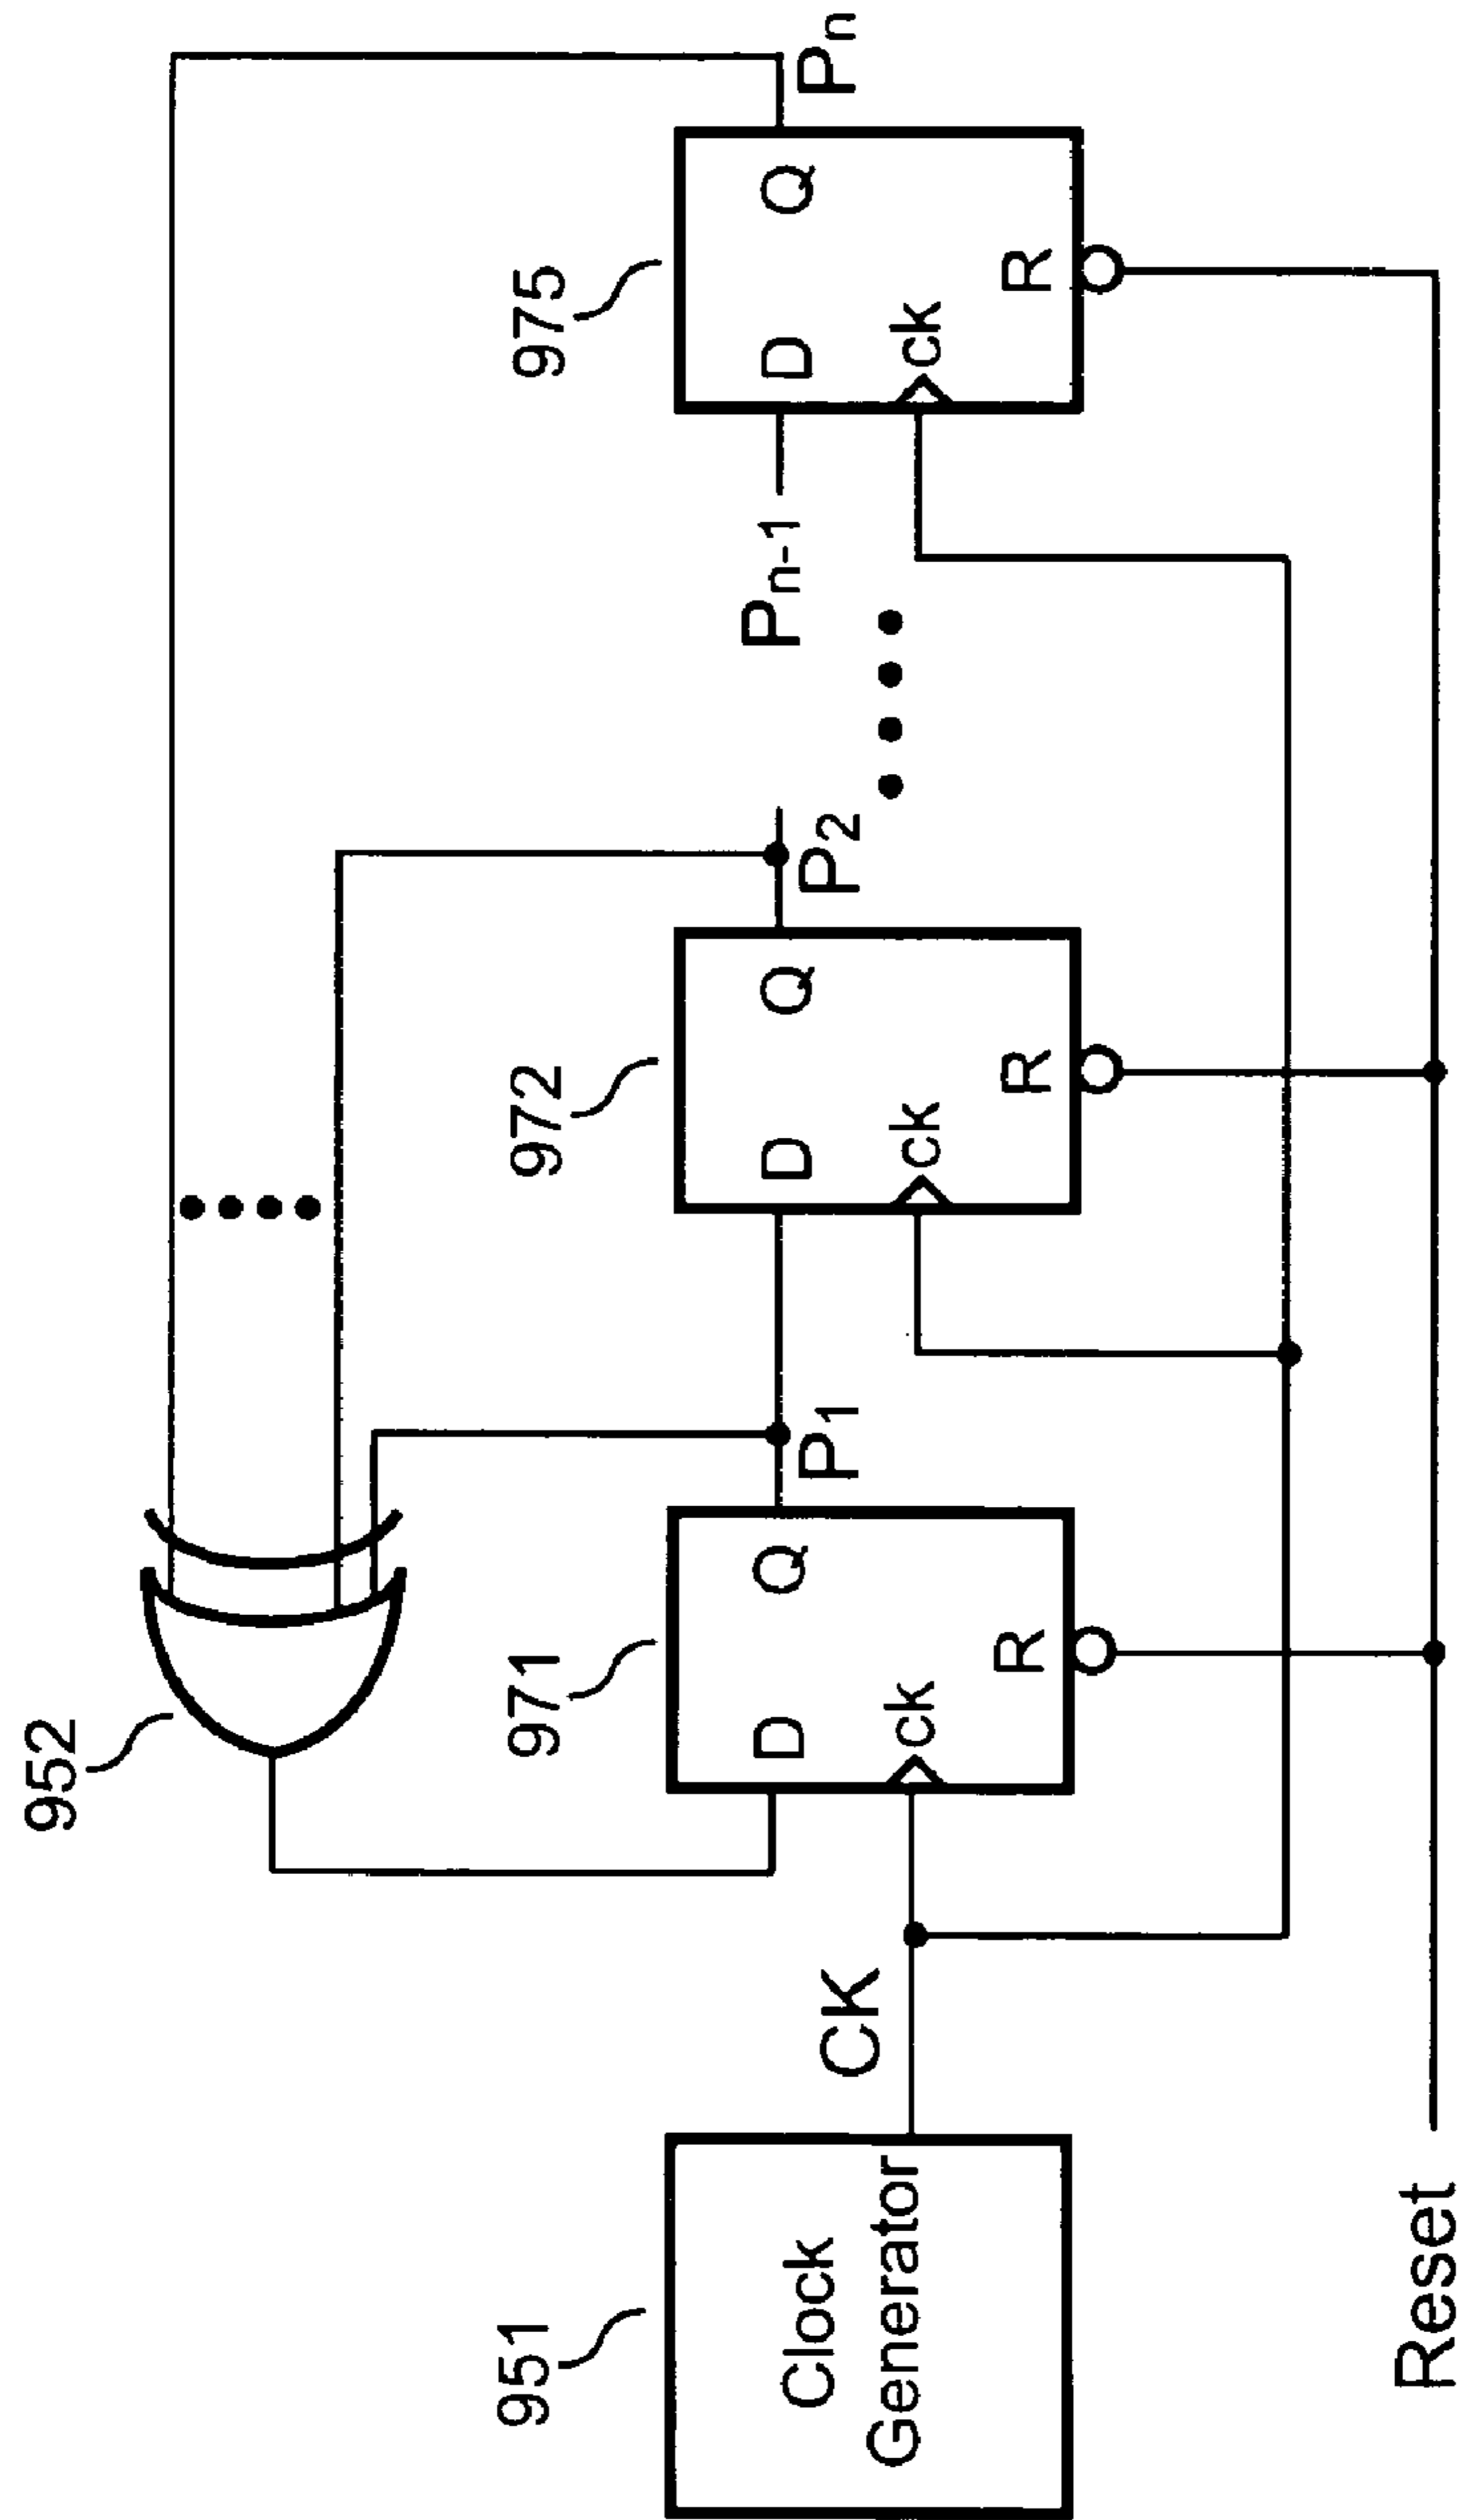 952
951
Clock
Generator
CK
971
D
Q
ck
R
P1
972
D
Q
ck
R
P2
Pn-1
975
D
Q
ck
R
Pn
Reset